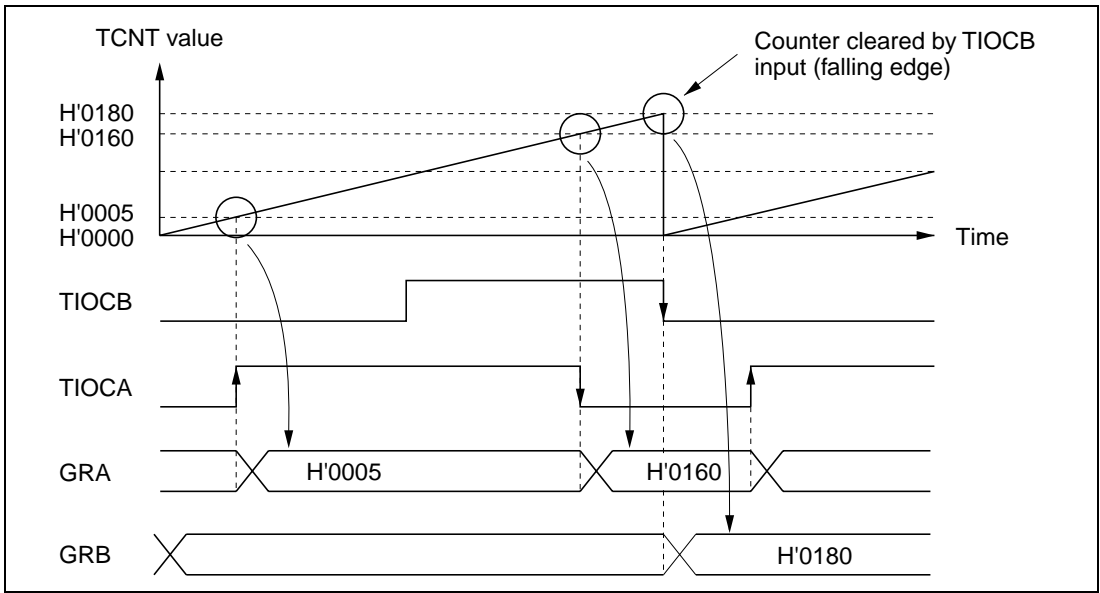 TCNT value
Counter cleared by TIOCB
input (falling edge)
H'0180
H'0160
H'0005
H'0000
Time
TIOCB
TIOCA
GRA
H'0005
H'0160
GRB
H'0180